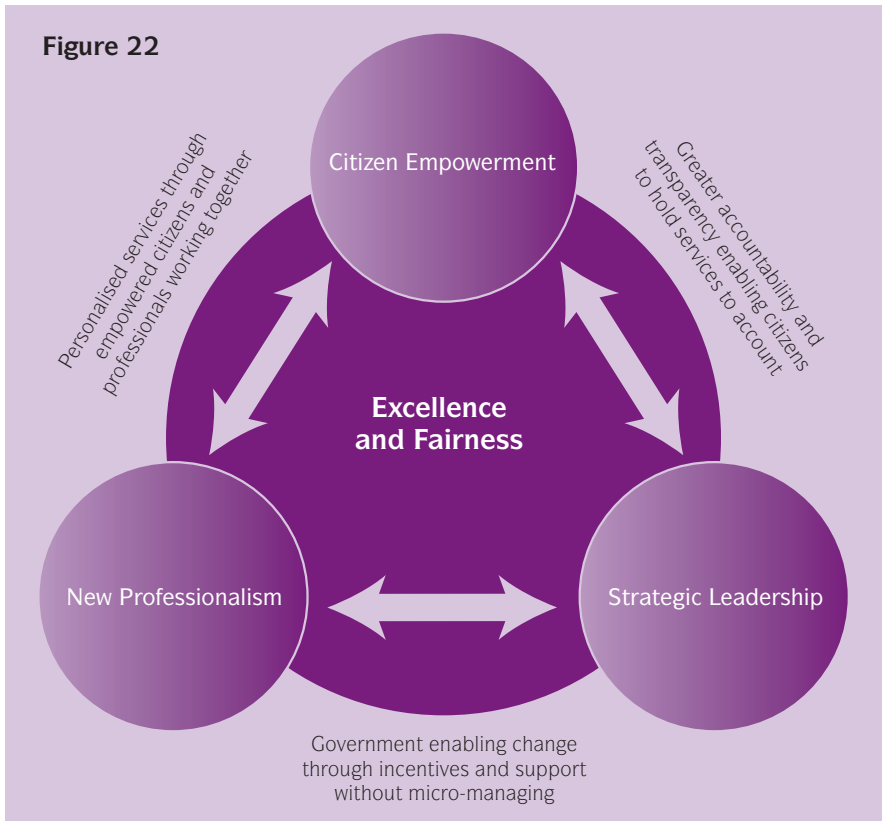 Figure 22
Citizen Empowerment
Personalised services through
empowered citizens and
professionals working together
Greater accountability and
transparency enabling citizens
to hold services to account
Excellence
and Fairness
New Professionalism
Strategic Leadership
Government enabling change
through incentives and support
without micro-managing